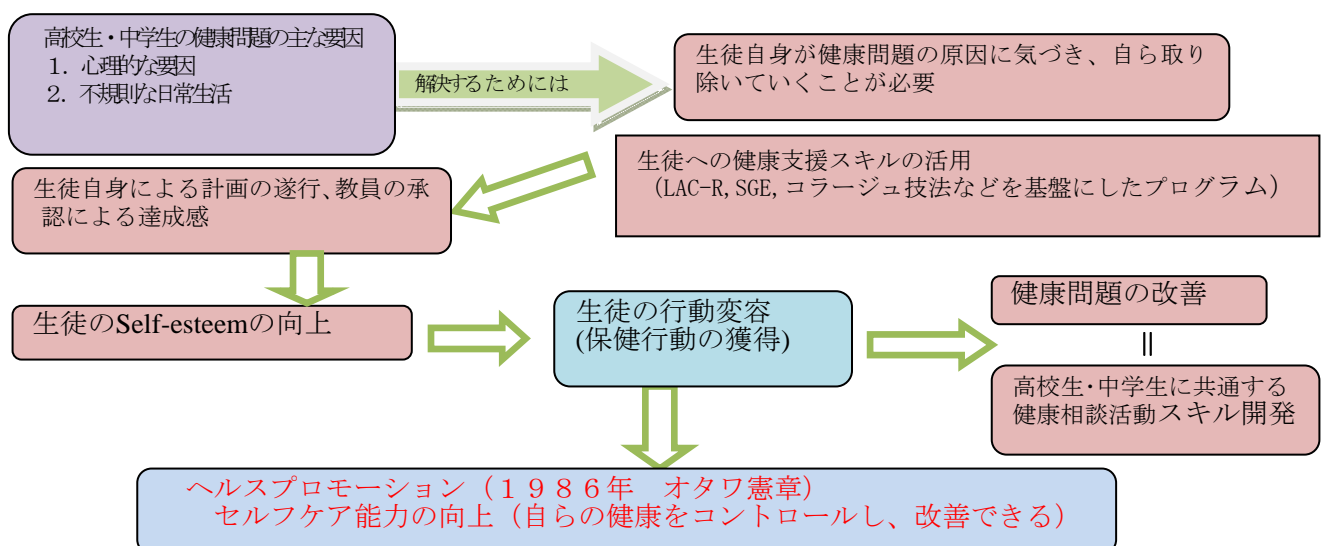 高校生・中学生の健康問題の主な要因
１．心理的な要因
２．不規則な日常生活
解決するためには
生徒自身が健康問題の原因に気づき、自ら取り
除いていくことが必要
生徒への健康支援スキルの活用
（LAC-R,SGE,コラージュ技法などを基盤にしたプログラム）
生徒自身による計画の遂行、教員の承
認による達成感
生徒のSelf-esteemの向上
生徒の行動変容
(保健行動の獲得)
健康問題の改善
＝
高校生・中学生に共通する
健康相談活動スキル開発
ヘルスプロモーション（１９８６年　オタワ憲章）
セルフケア能力の向上（自らの健康をコントロールし、改善できる）